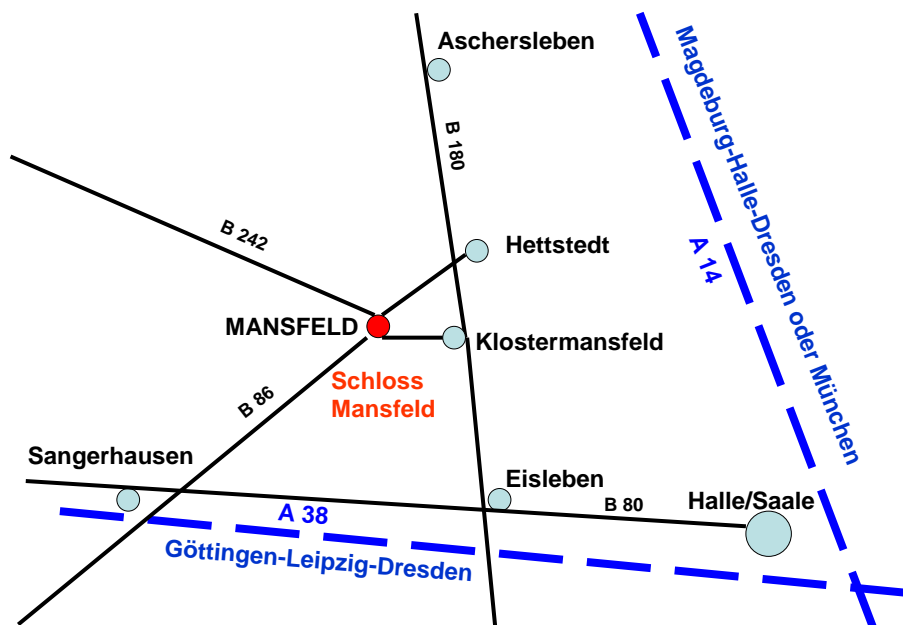 Aschersleben
Magdeburg-Halle-Dresden oder München
B 180
B 242
Hettstedt
A 14
MANSFELD
Klostermansfeld
Schloss
Mansfeld
B 86
Sangerhausen
Eisleben
Halle/Saale
B 80
A 38
Göttingen-Leipzig-Dresden